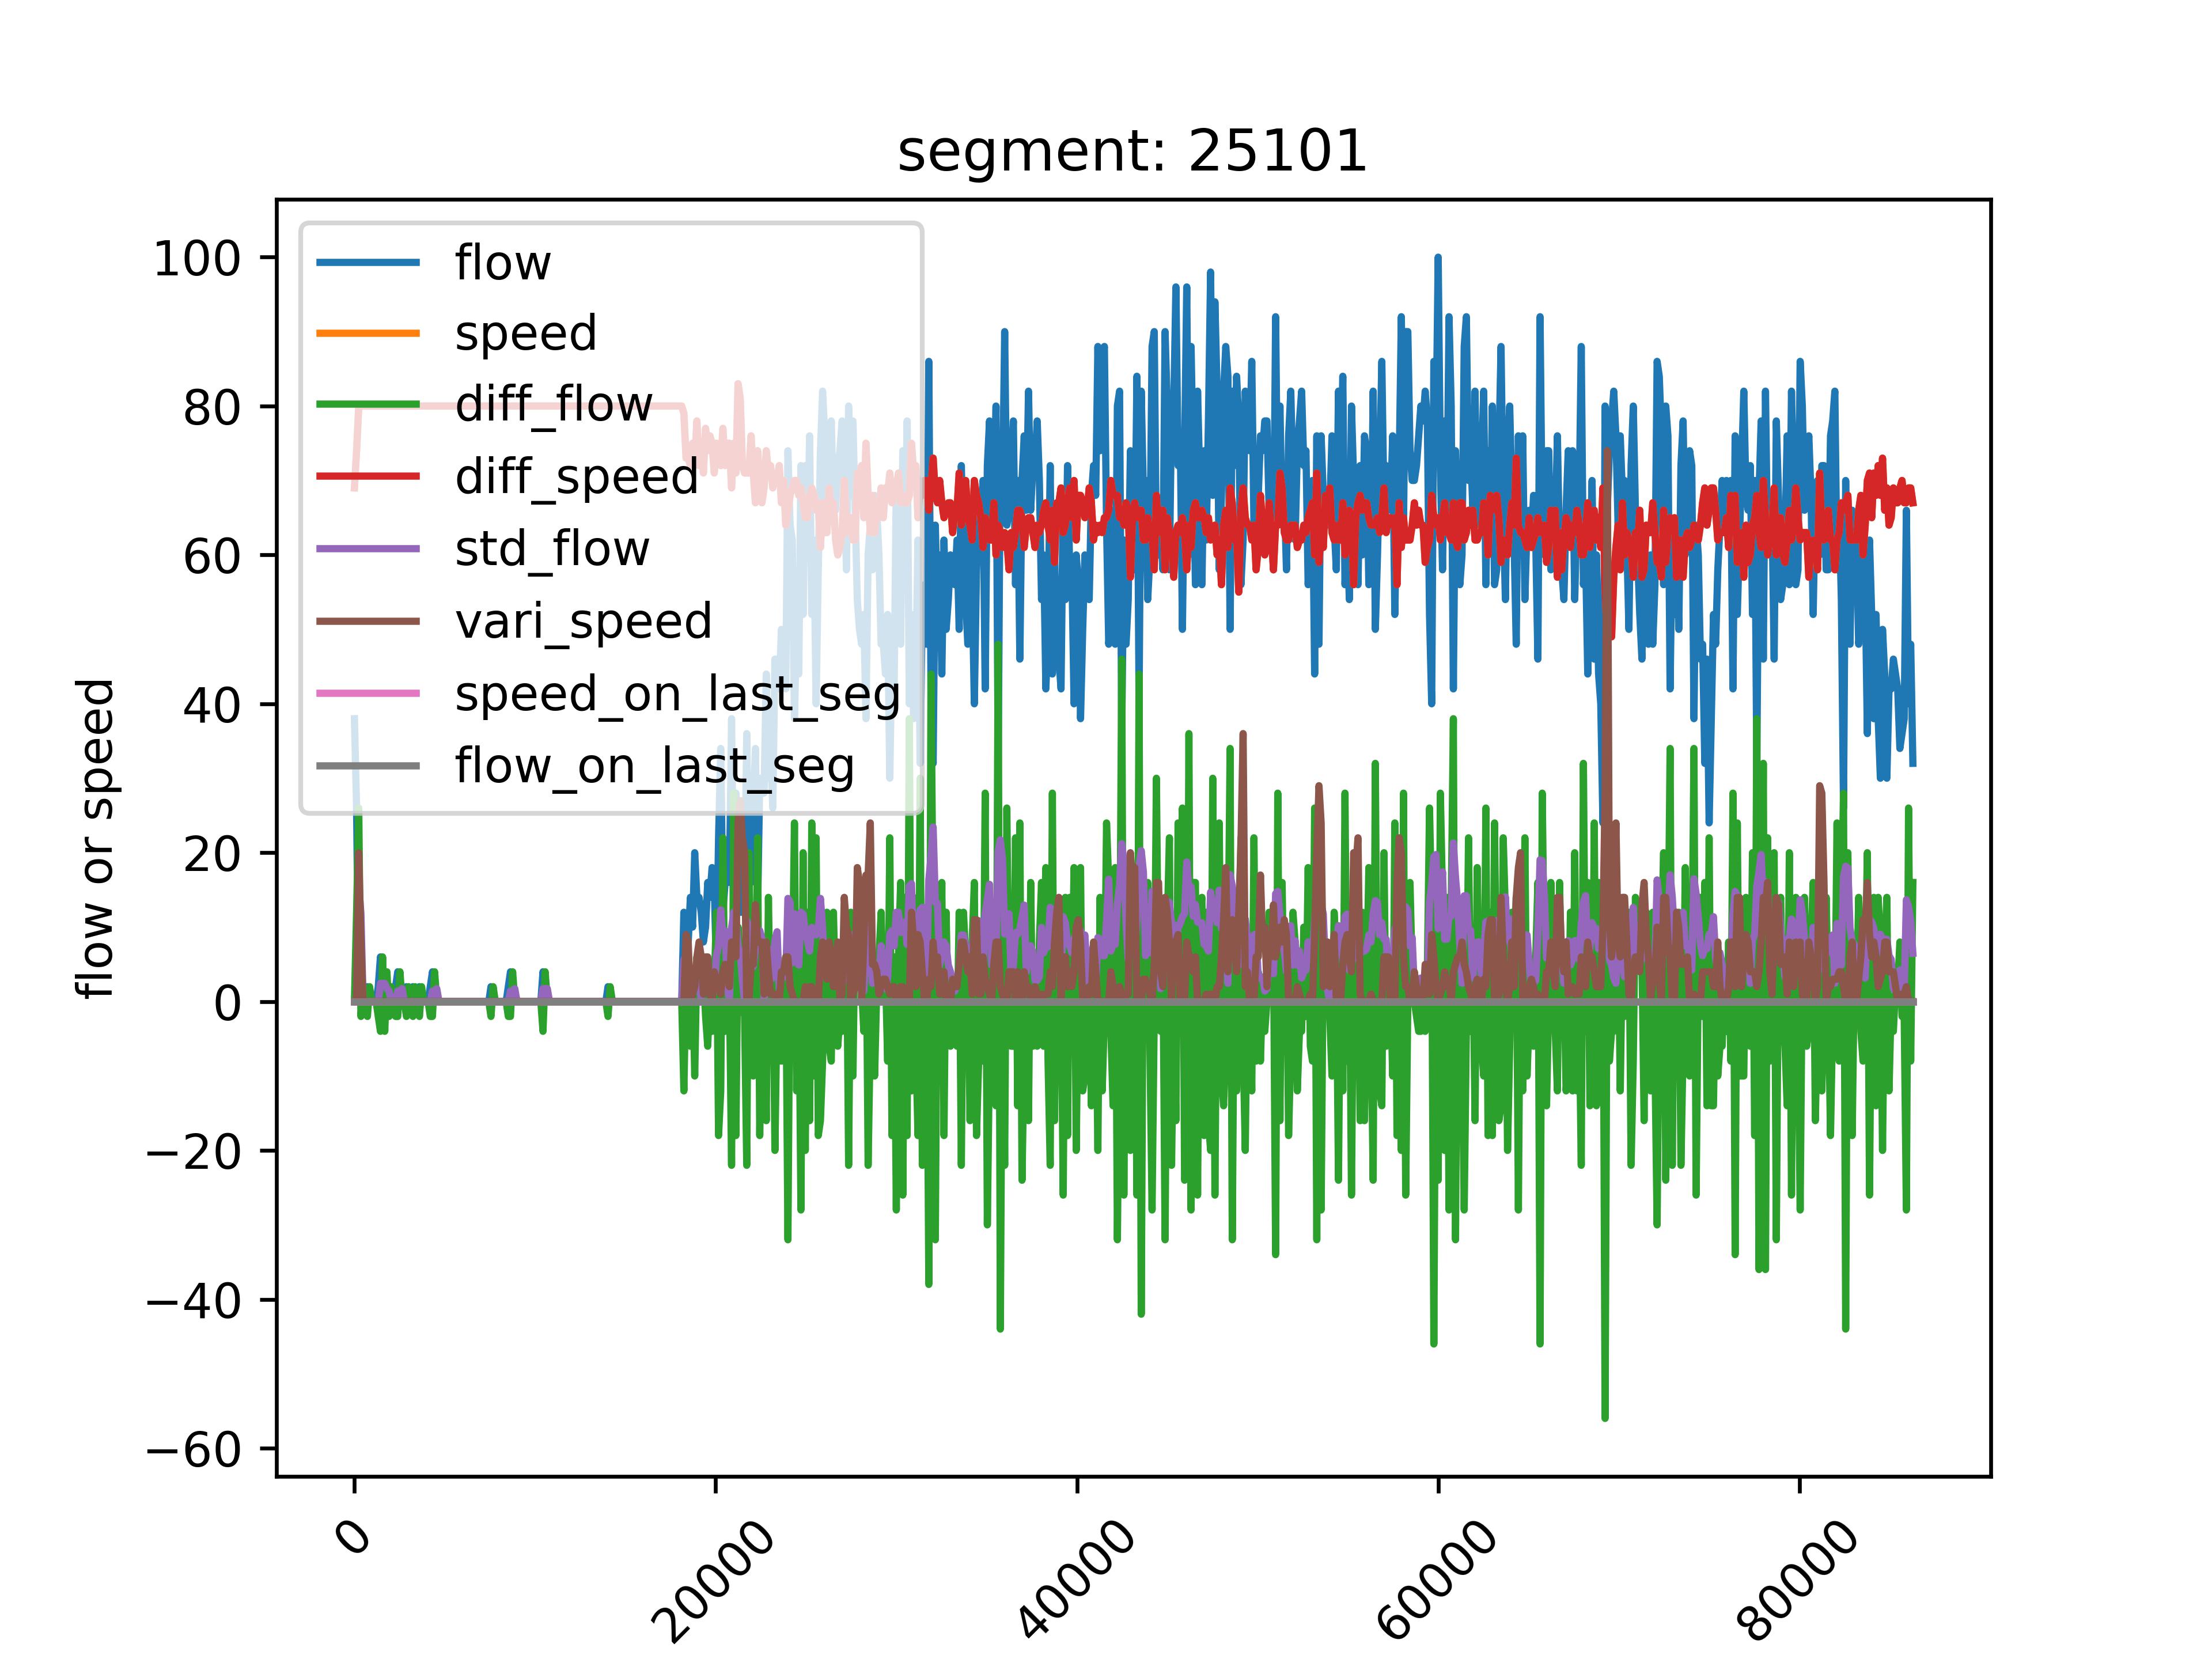 segment: 25101
100
80
60
40
20
0
−20
−40
−60
flow or speed
flow
speed
diff_flow
diff_speed
std_flow
vari_speed
speed_on_last_seg
flow_on_last_seg
0
20000
40000
60000
80000